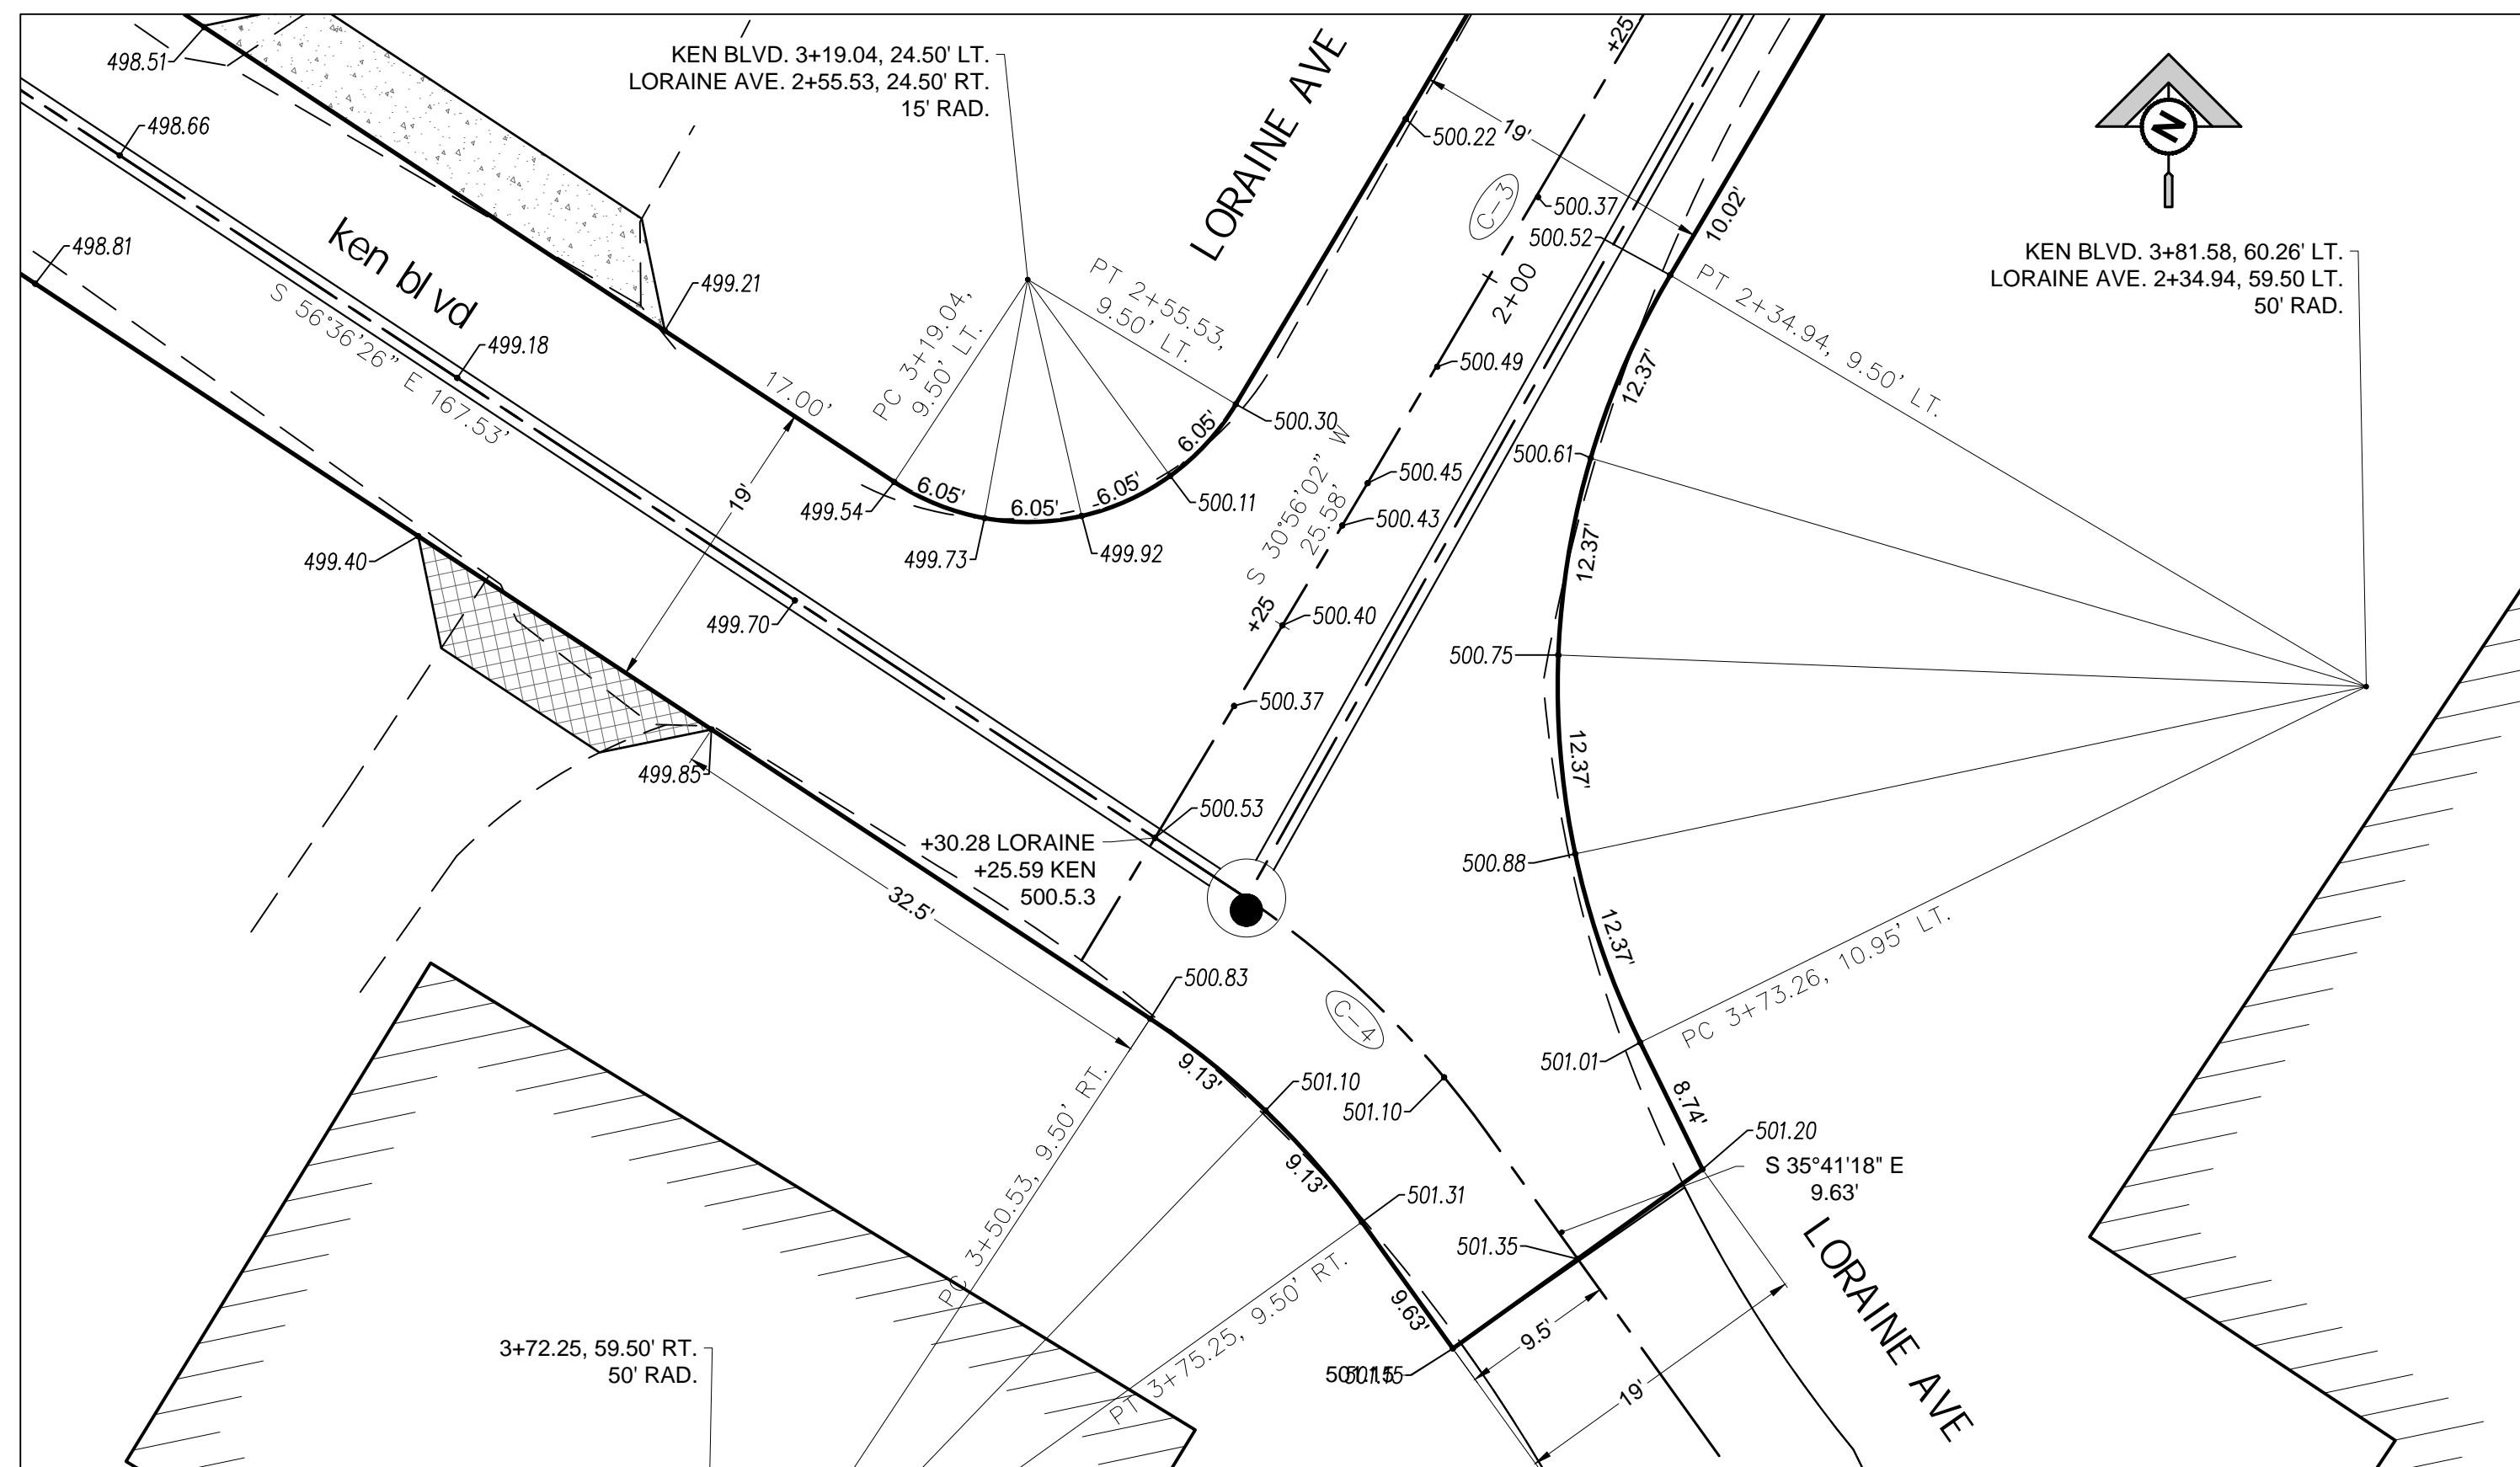 KEN BLVD. 3+19.04, 24.50' LT.
LORAINE AVE. 2+55.53, 24.50' RT.
15' RAD.
LORAINE AVE
+25
N
498.51
498.66
498.81
ken blvd
S 56°36'26" E 167.53'
499.21
499.18
17.00'
19'
PC 3+19.04,
9.50' LT.
PT 2+55.53,
9.50' LT.
500.22
19'
C-3
500.37
500.52
10.02'
2+00
PT 2+34.94, 9.50' LT.
KEN BLVD. 3+81.58, 60.26' LT.
LORAINE AVE. 2+34.94, 59.50 LT.
50' RAD.
500.49
12.37'
500.30
6.05'
6.05'
6.05'
6.05'
499.54
499.73
499.92
500.11
500.45
500.43
S 30°56'02" W
25.58'
500.61
12.37'
499.40
499.70
+25
500.40
500.75
500.37
12.37'
499.85
500.53
+30.28 LORAINE
+25.59 KEN
500.5.3
32.5'
500.88
12.37'
500.83
C-4
PC 3+73.26, 10.95' LT.
501.01
9.13'
501.10
501.10
8.74'
501.20
S 35°41'18" E
9.63'
PC 3+50.53, 9.50' RT.
9.13'
501.31
501.35
LORAINE AVE
3+72.25, 59.50' RT.
50' RAD.
PT 3+75.25, 9.50' RT.
9.63'
9.5'
19'